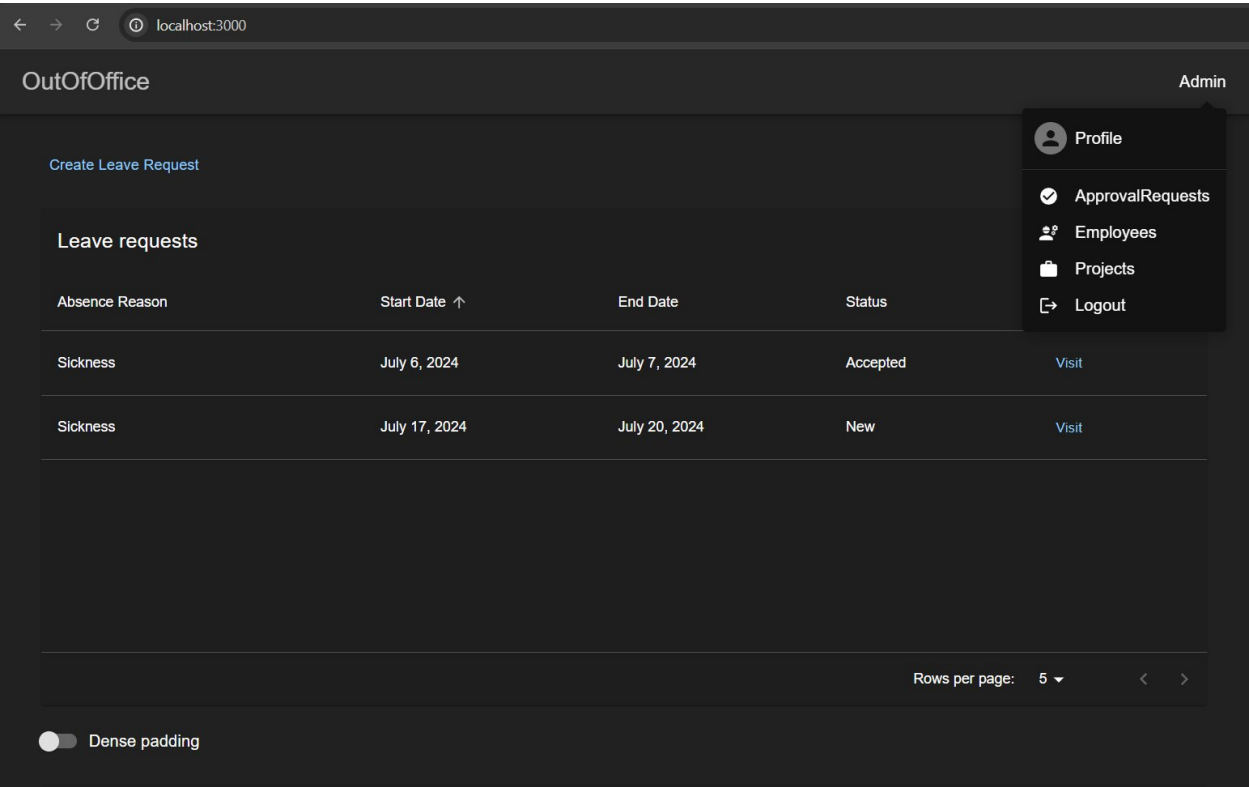 localhost:3000
OutOfOffice
Admin
Profile
ApprovalRequests
Employees
Projects
Logout
Create Leave Request
Leave requests
Absence Reason Start Date End Date Status
Sickness July 6, 2024 July 7, 2024 Accepted Visit
Sickness July 17, 2024 July 20, 2024 New Visit
Rows per page: 5
Dense padding